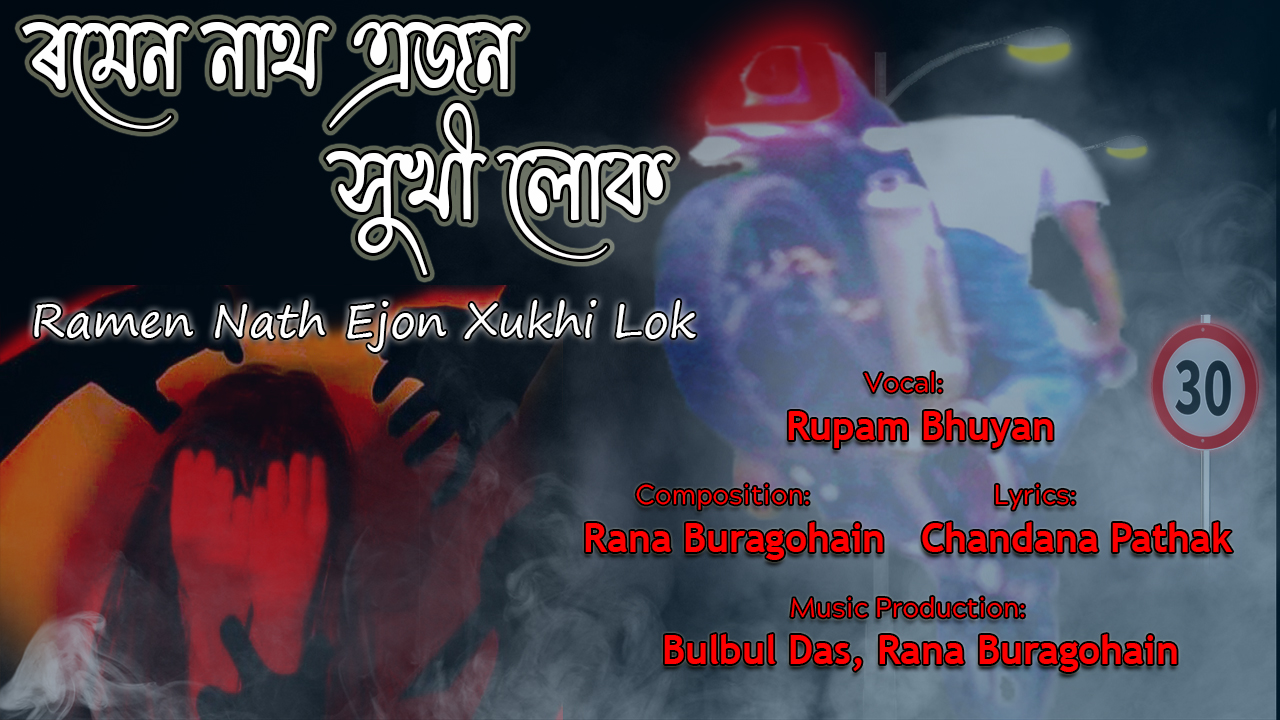 ৰমেন নাথ এজন
সুখী লোক
Ramen Nath Ejon Xukhi Lok
30
Vocal:
Rupam Bhuyan
Composition:
Rana Buragohain
Lyrics:
Chandana Pathak
Music Production:
Bulbul Das, Rana Buragohain